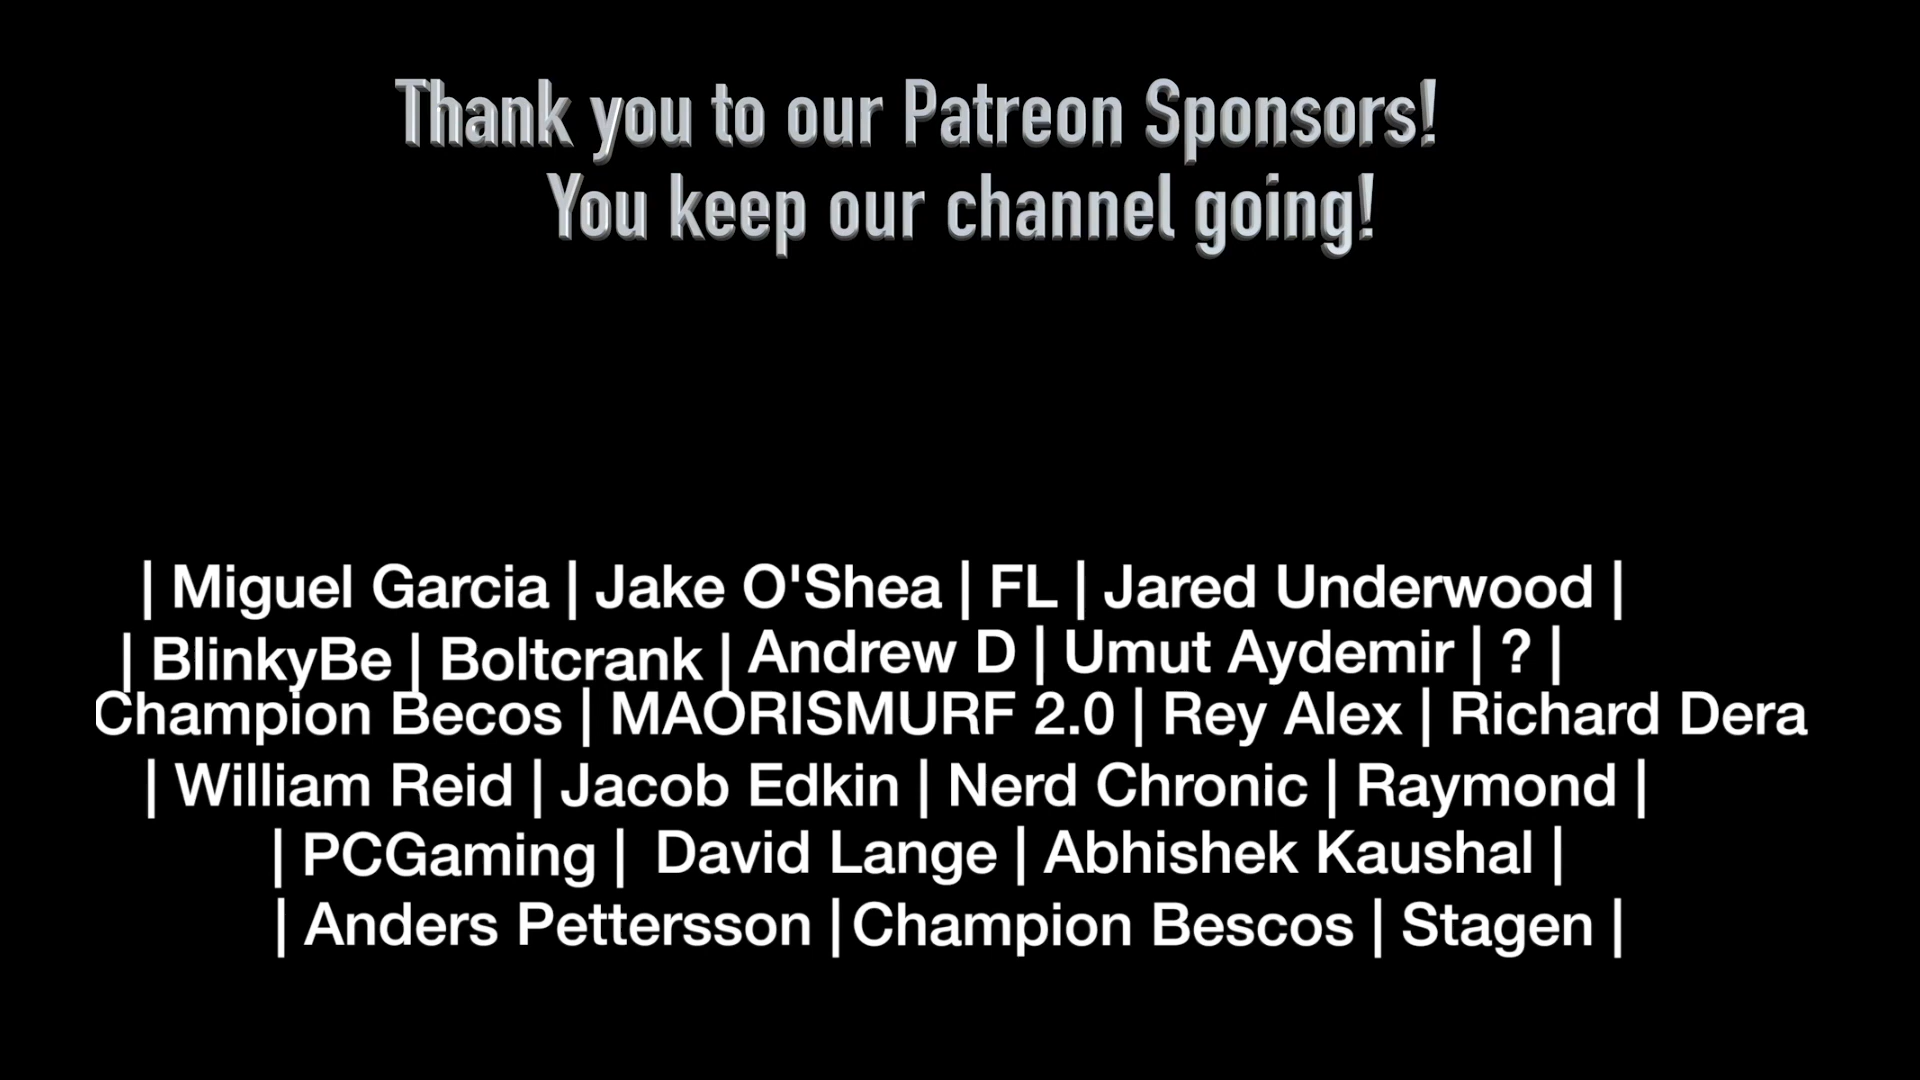 Thank you to our Patreon Sponsors!
You keep our channel going!
| Miguel Garcia | Jake O'Shea | FL | Jared Underwood |
| BlinkyBe | Boltcrank | Andrew D | Umut Aydemir | ? |
Champion Becos | MAORISMURF 2.0 | Rey Alex | Richard Dera
| William Reid | Jacob Edkin | Nerd Chronic | Raymond |
| PCGaming | David Lange | Abhishek Kaushal |
| Anders Pettersson | Champion Bescos | Stagen |